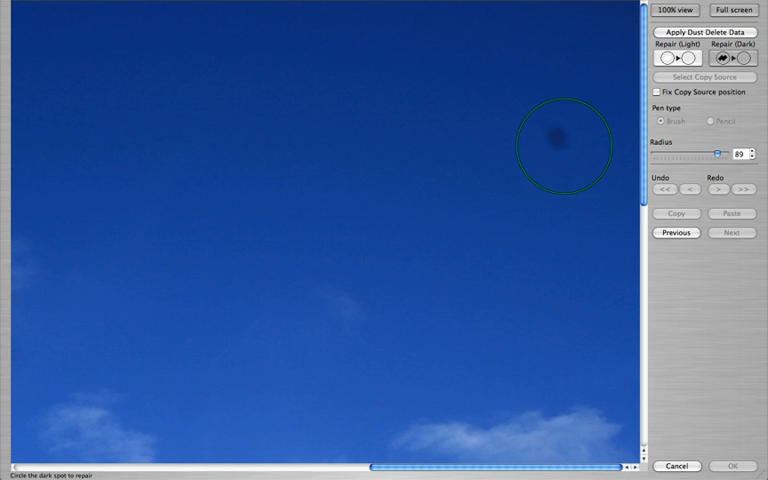 100% view Full screen
Apply Dust Delete Data
Repair (Light) Repair (Dark)
Select Copy Source
Fix Copy Source position
Pen type
Brush Pencil
Radius
89
Undo Redo
<< < > >>
Copy Paste
Previous Next
Cancel OK
Circle the dark spot to repair